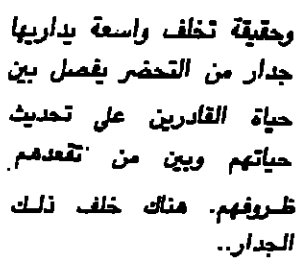 وحقيقة تخلف واسعة يداريها
جدار من التحضر يفصل بين
حياة القادرين على تحديث
حياتهم وبين من تقعدهم
ظروفهم. هناك خلف ذلك
الجدار..